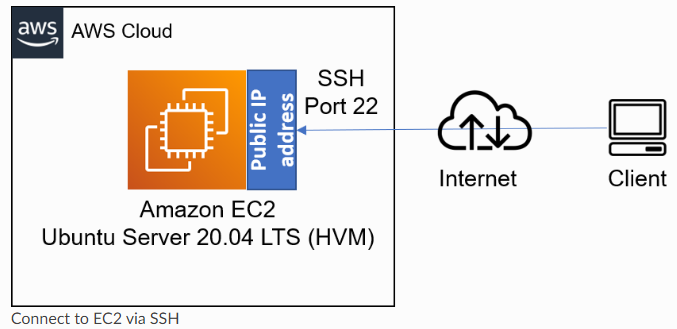 aws
AWS Cloud
SSH
Port 22
Public IP
address
Internet
Client
Amazon EC2
Ubuntu Server 20.04 LTS (HVM)
Connect to EC2 via SSH